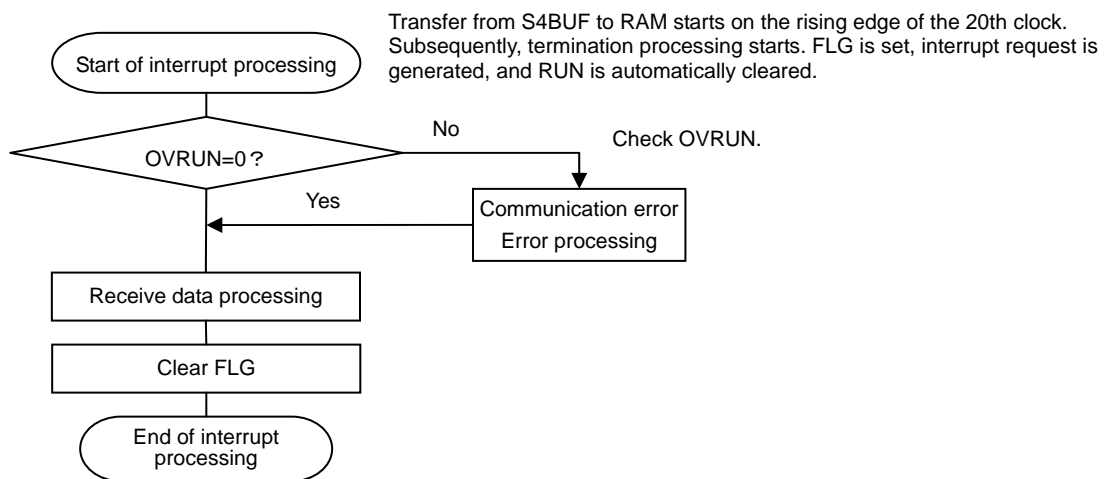 Transfer from S4BUF to RAM starts on the rising edge of the 20th clock.
Subsequently, termination processing starts. FLG is set, interrupt request is
generated, and RUN is automatically cleared.
Start of interrupt processing
No
Check OVRUN.
OVRUN=0？
Yes
Communication error
Error processing
Receive data processing
Clear FLG
End of interrupt
processing